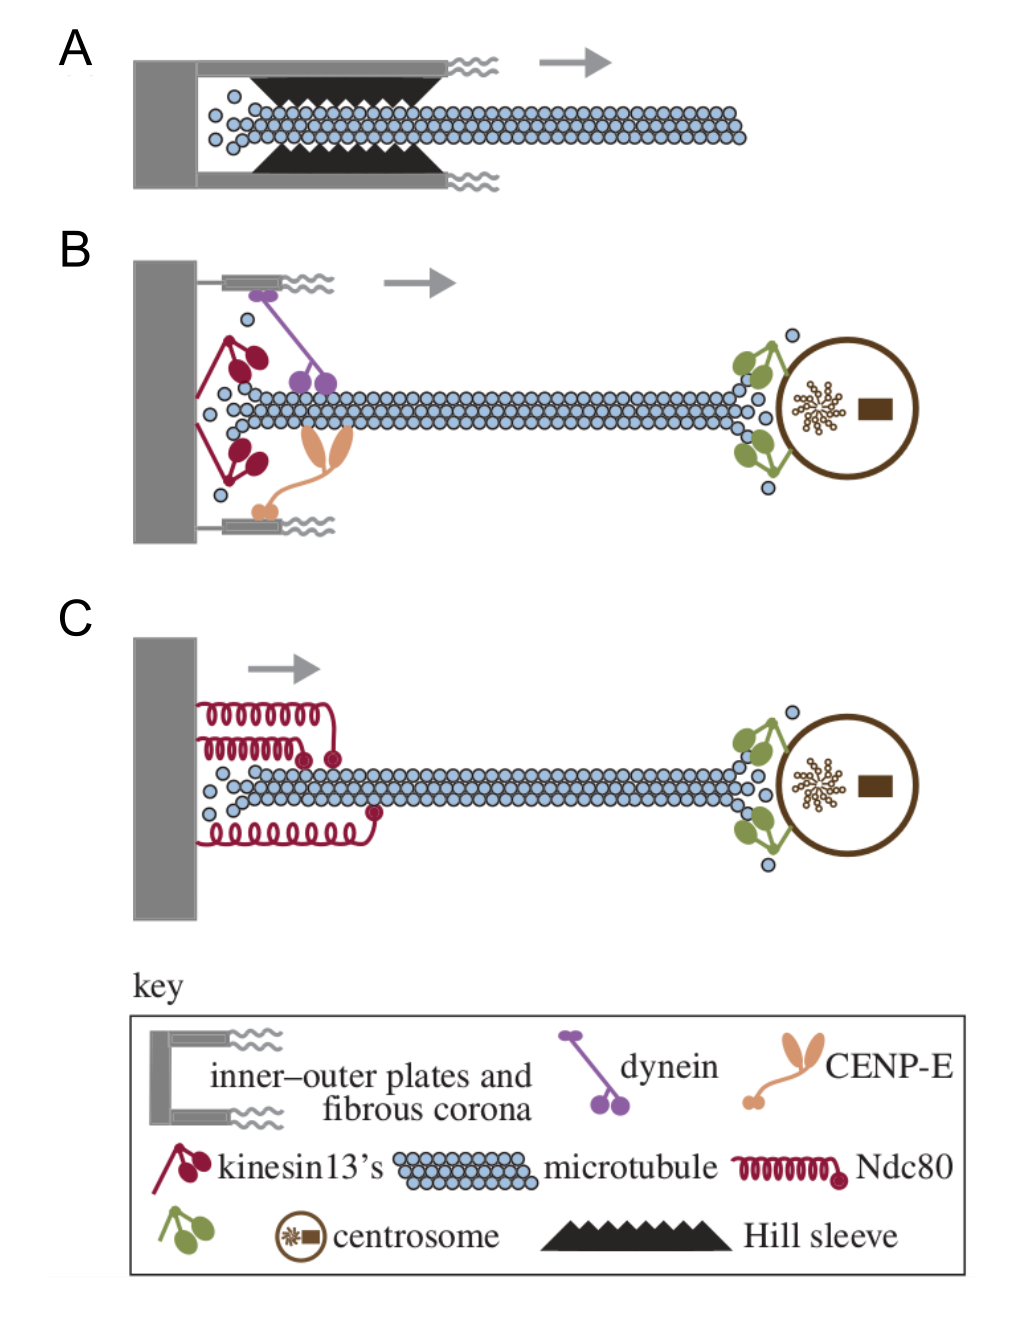 A
B
C
key
inner–outer plates and
fibrous corona
dynein
CENP-E
kinesin13's
microtubule
Ndc80
centrosome
Hill sleeve